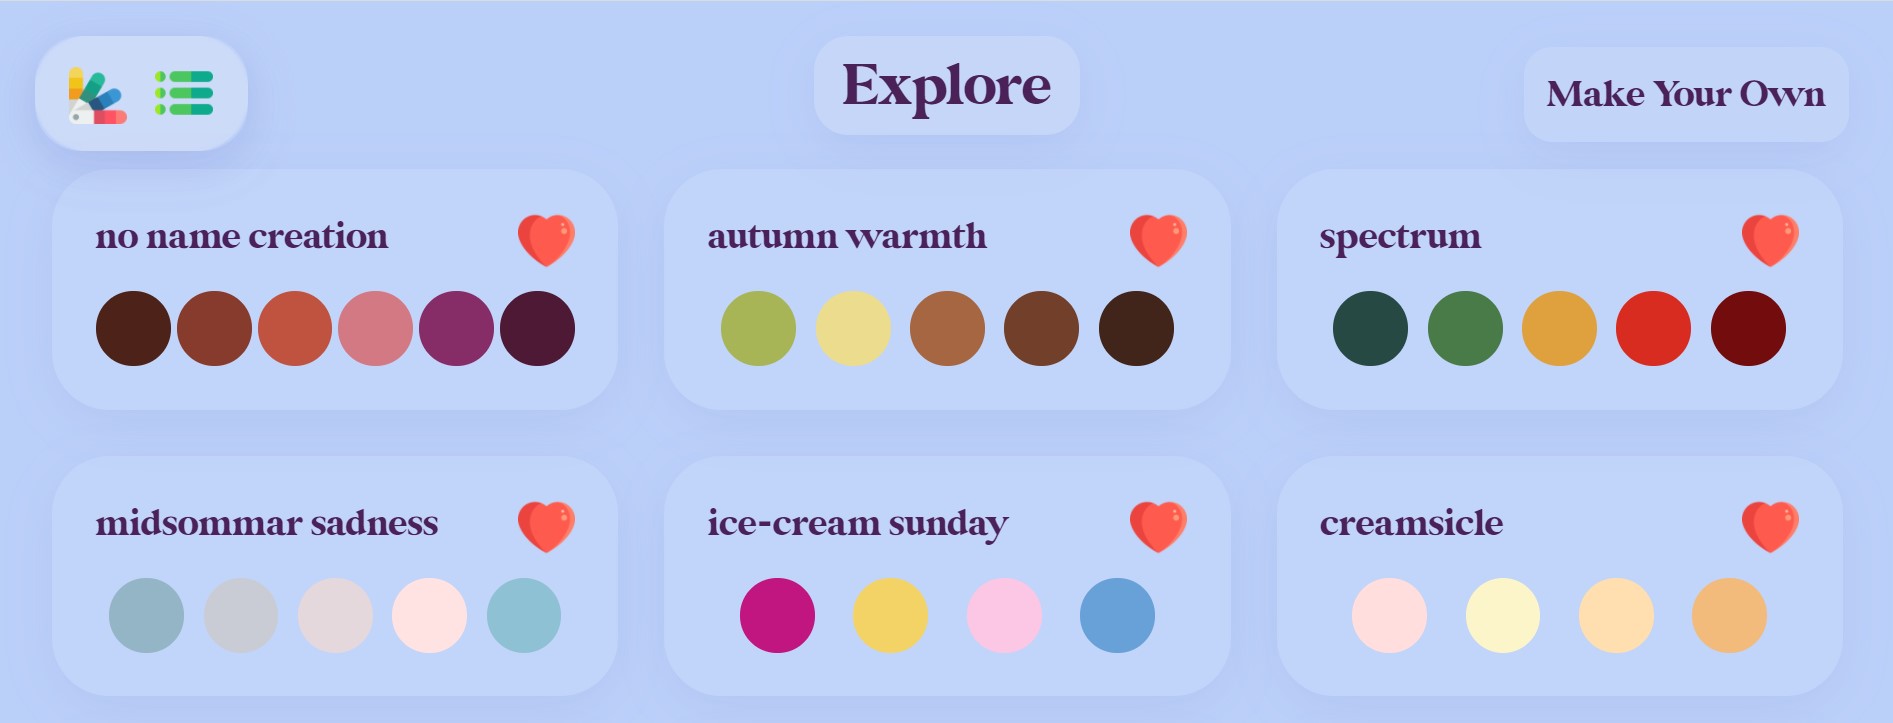 Explore
Make Your Own
no name creation
autumn warmth
spectrum
midsommar sadness
ice-cream sunday
creamsicle